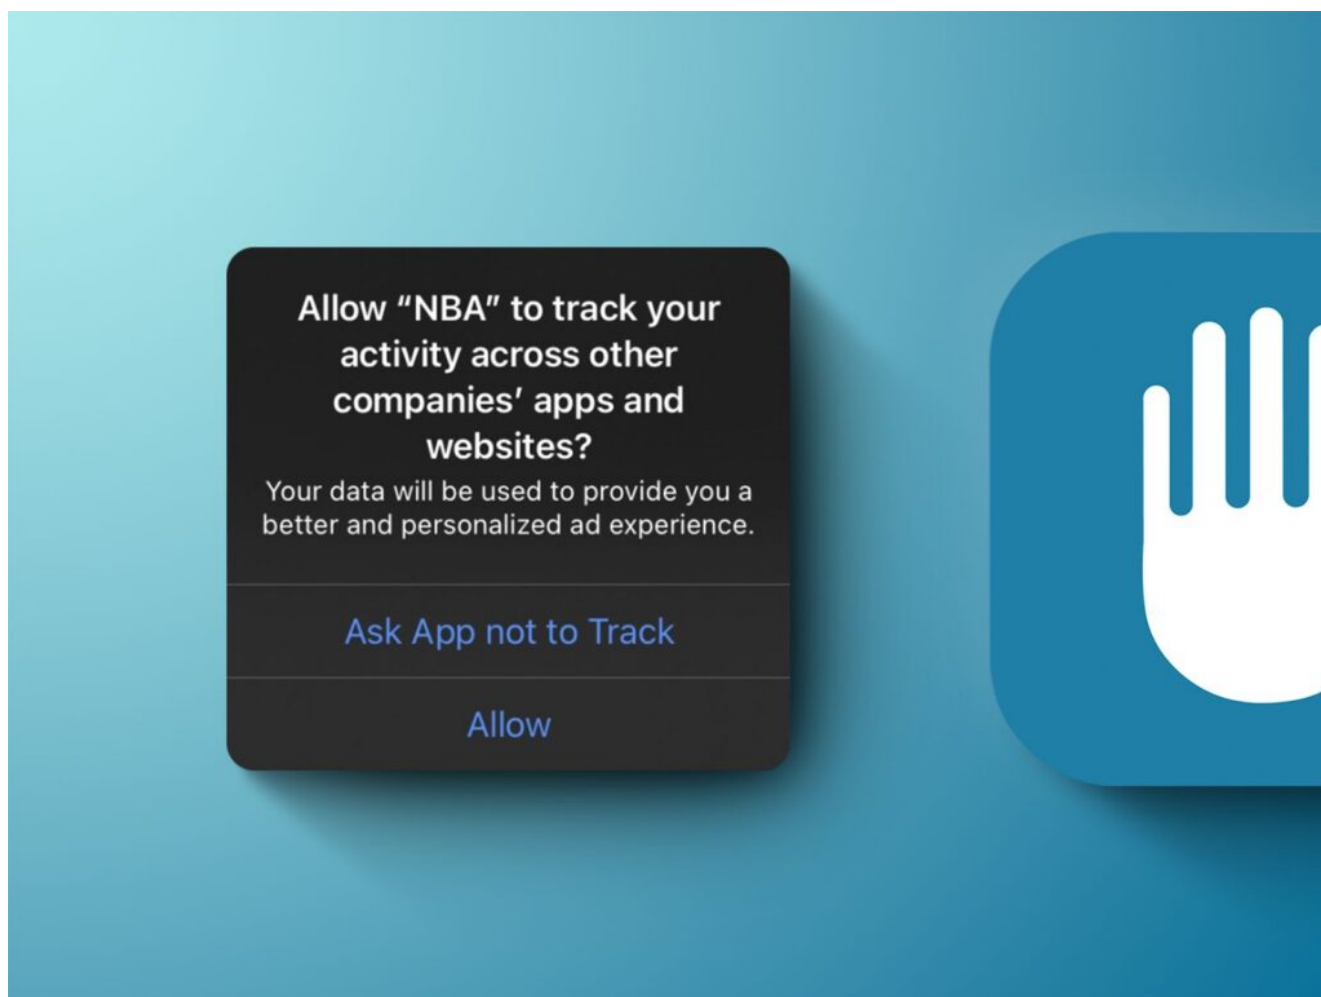 Allow “NBA” to track your
activity across other
companies’ apps and
websites?
Your data will be used to provide you a
better and personalized ad experience.
Ask App not to Track
Allow